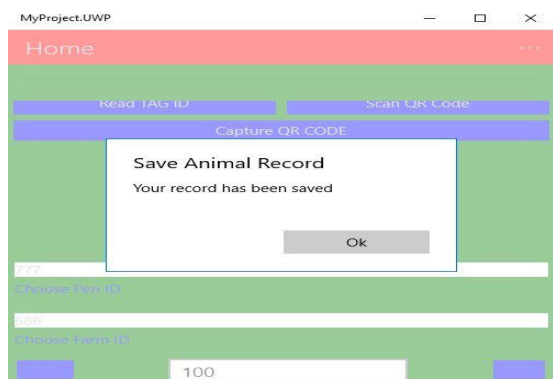 MyProject.UWP
Home
Read TAG ID
Scan QR Code
Capture QR CODE
Save Animal Record
Your record has been saved
Ok
777
Choose Pen ID
666
Choose Farm ID
100